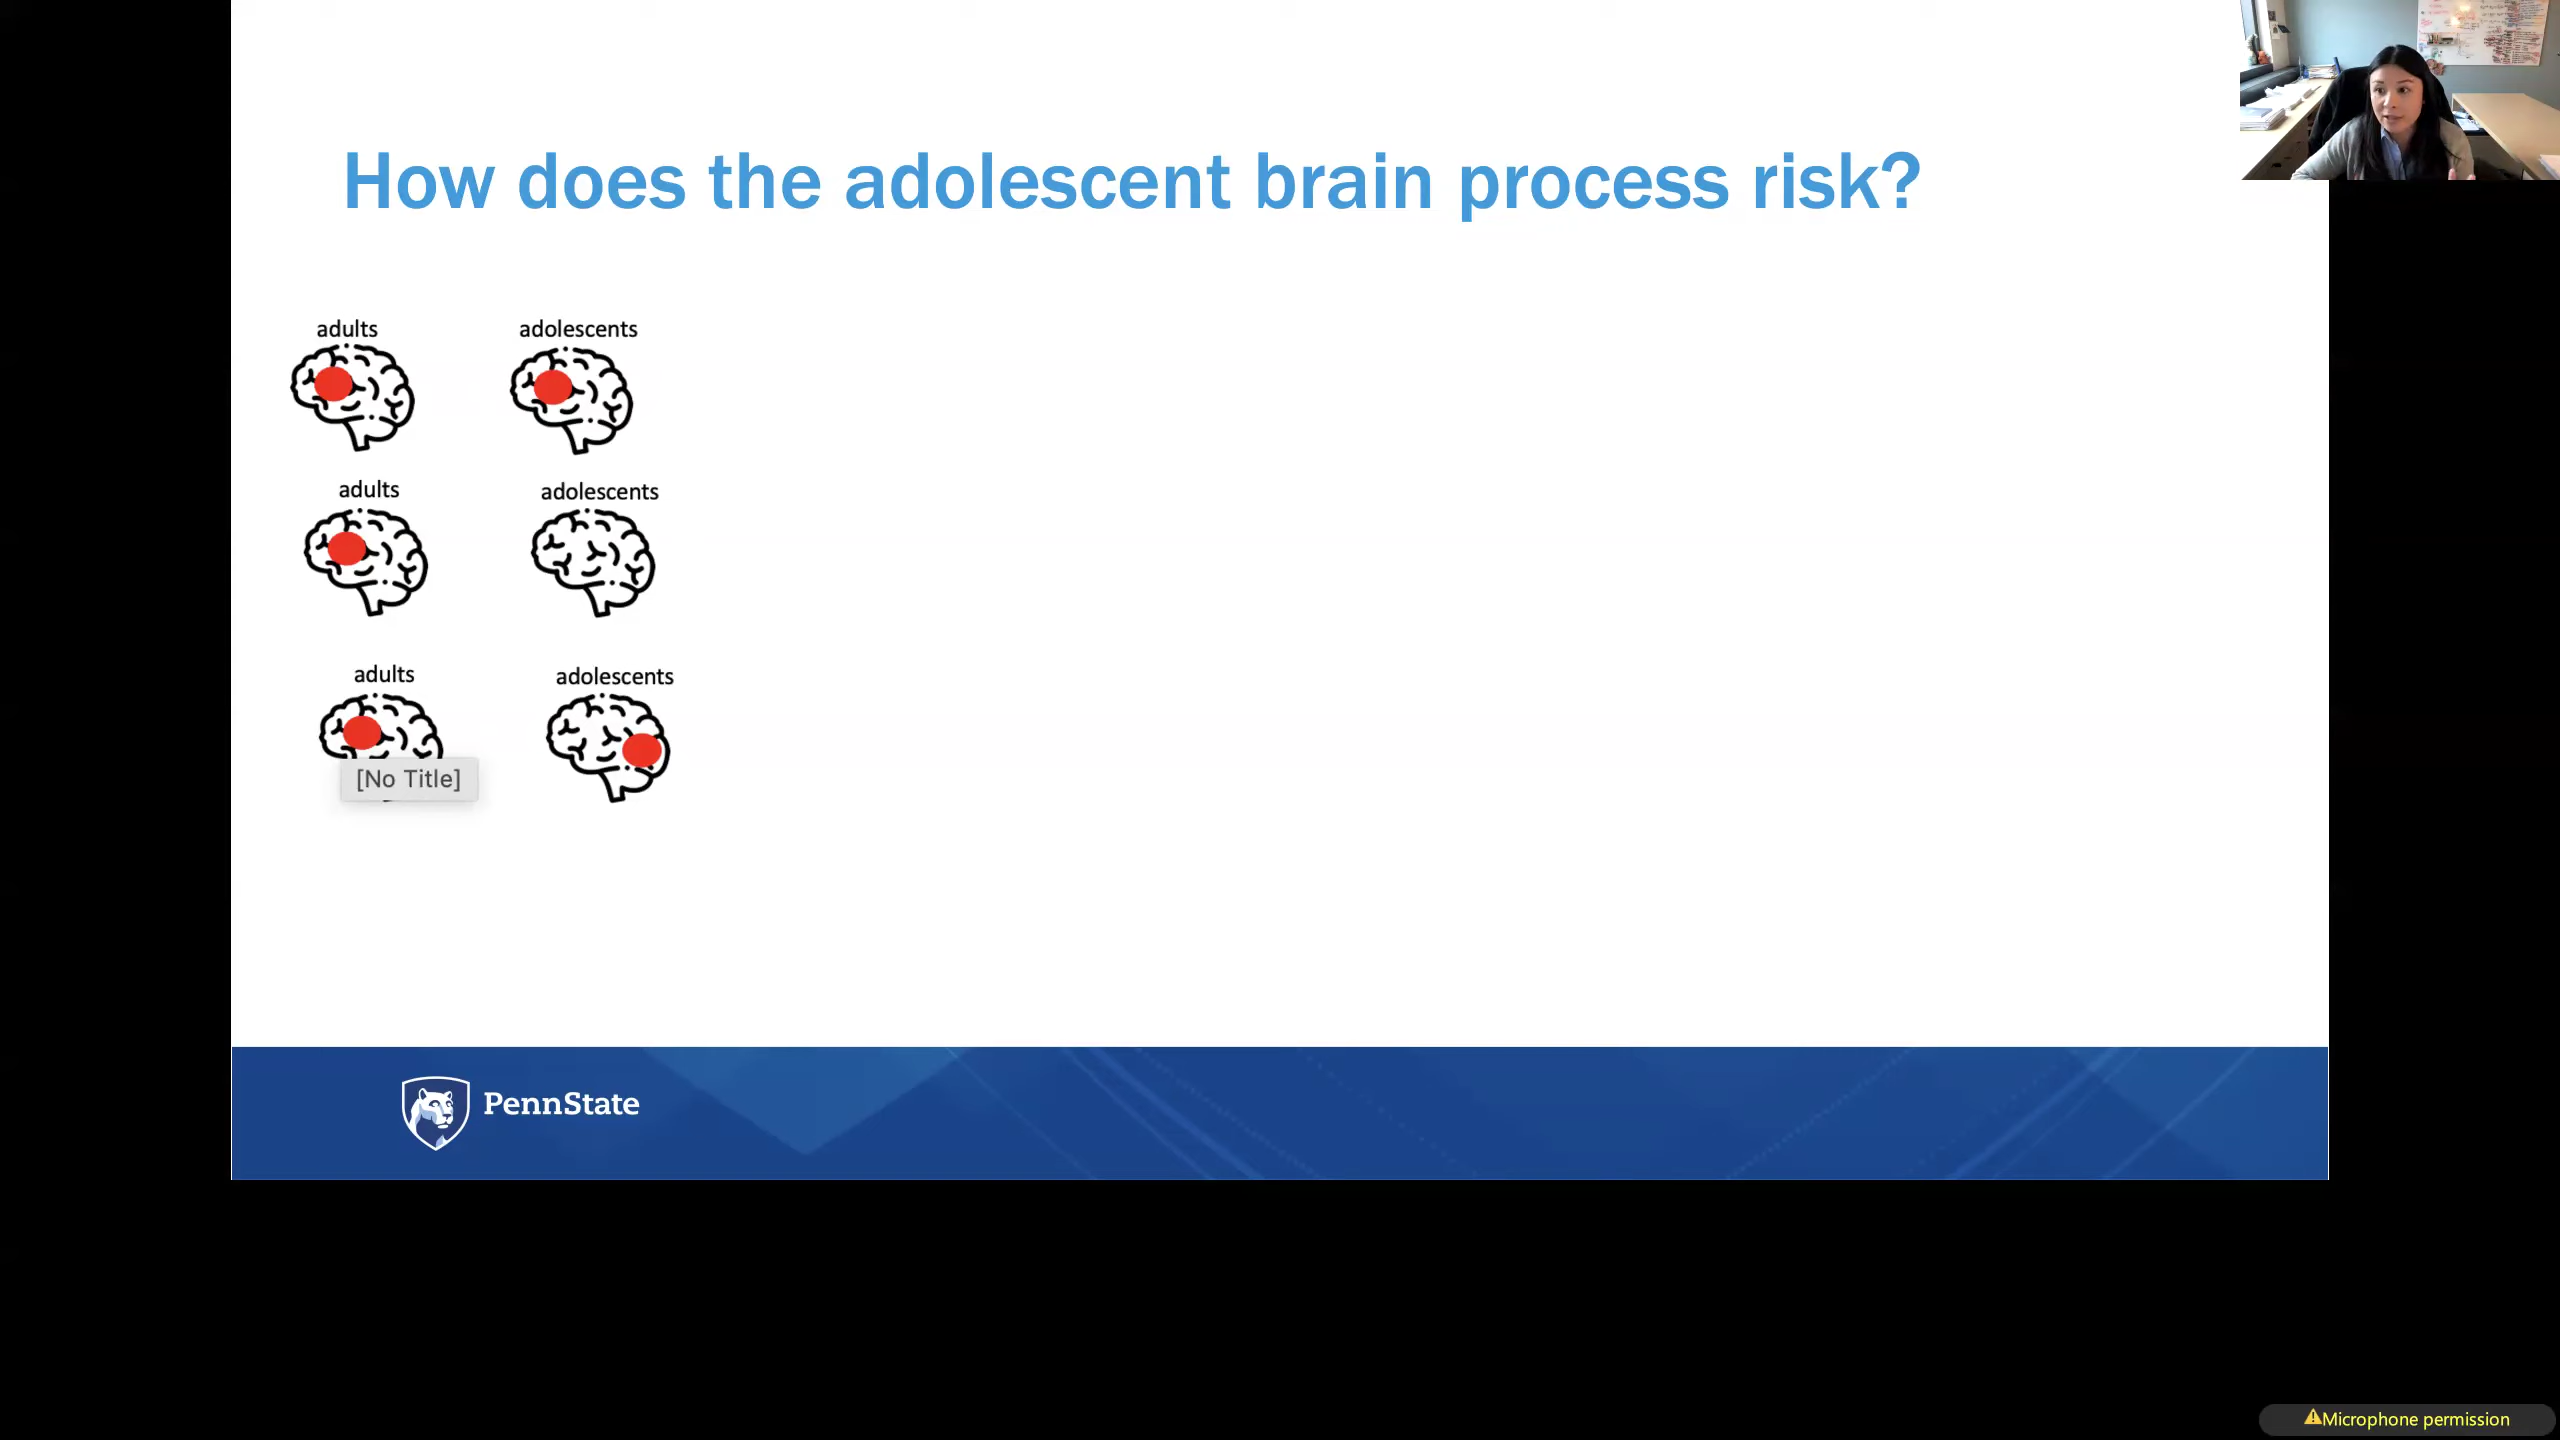 How does the adolescent brain process risk?
adults
adolescents
adults
adolescents
adults
adolescents
[No Title]
PennState
Microphone permission